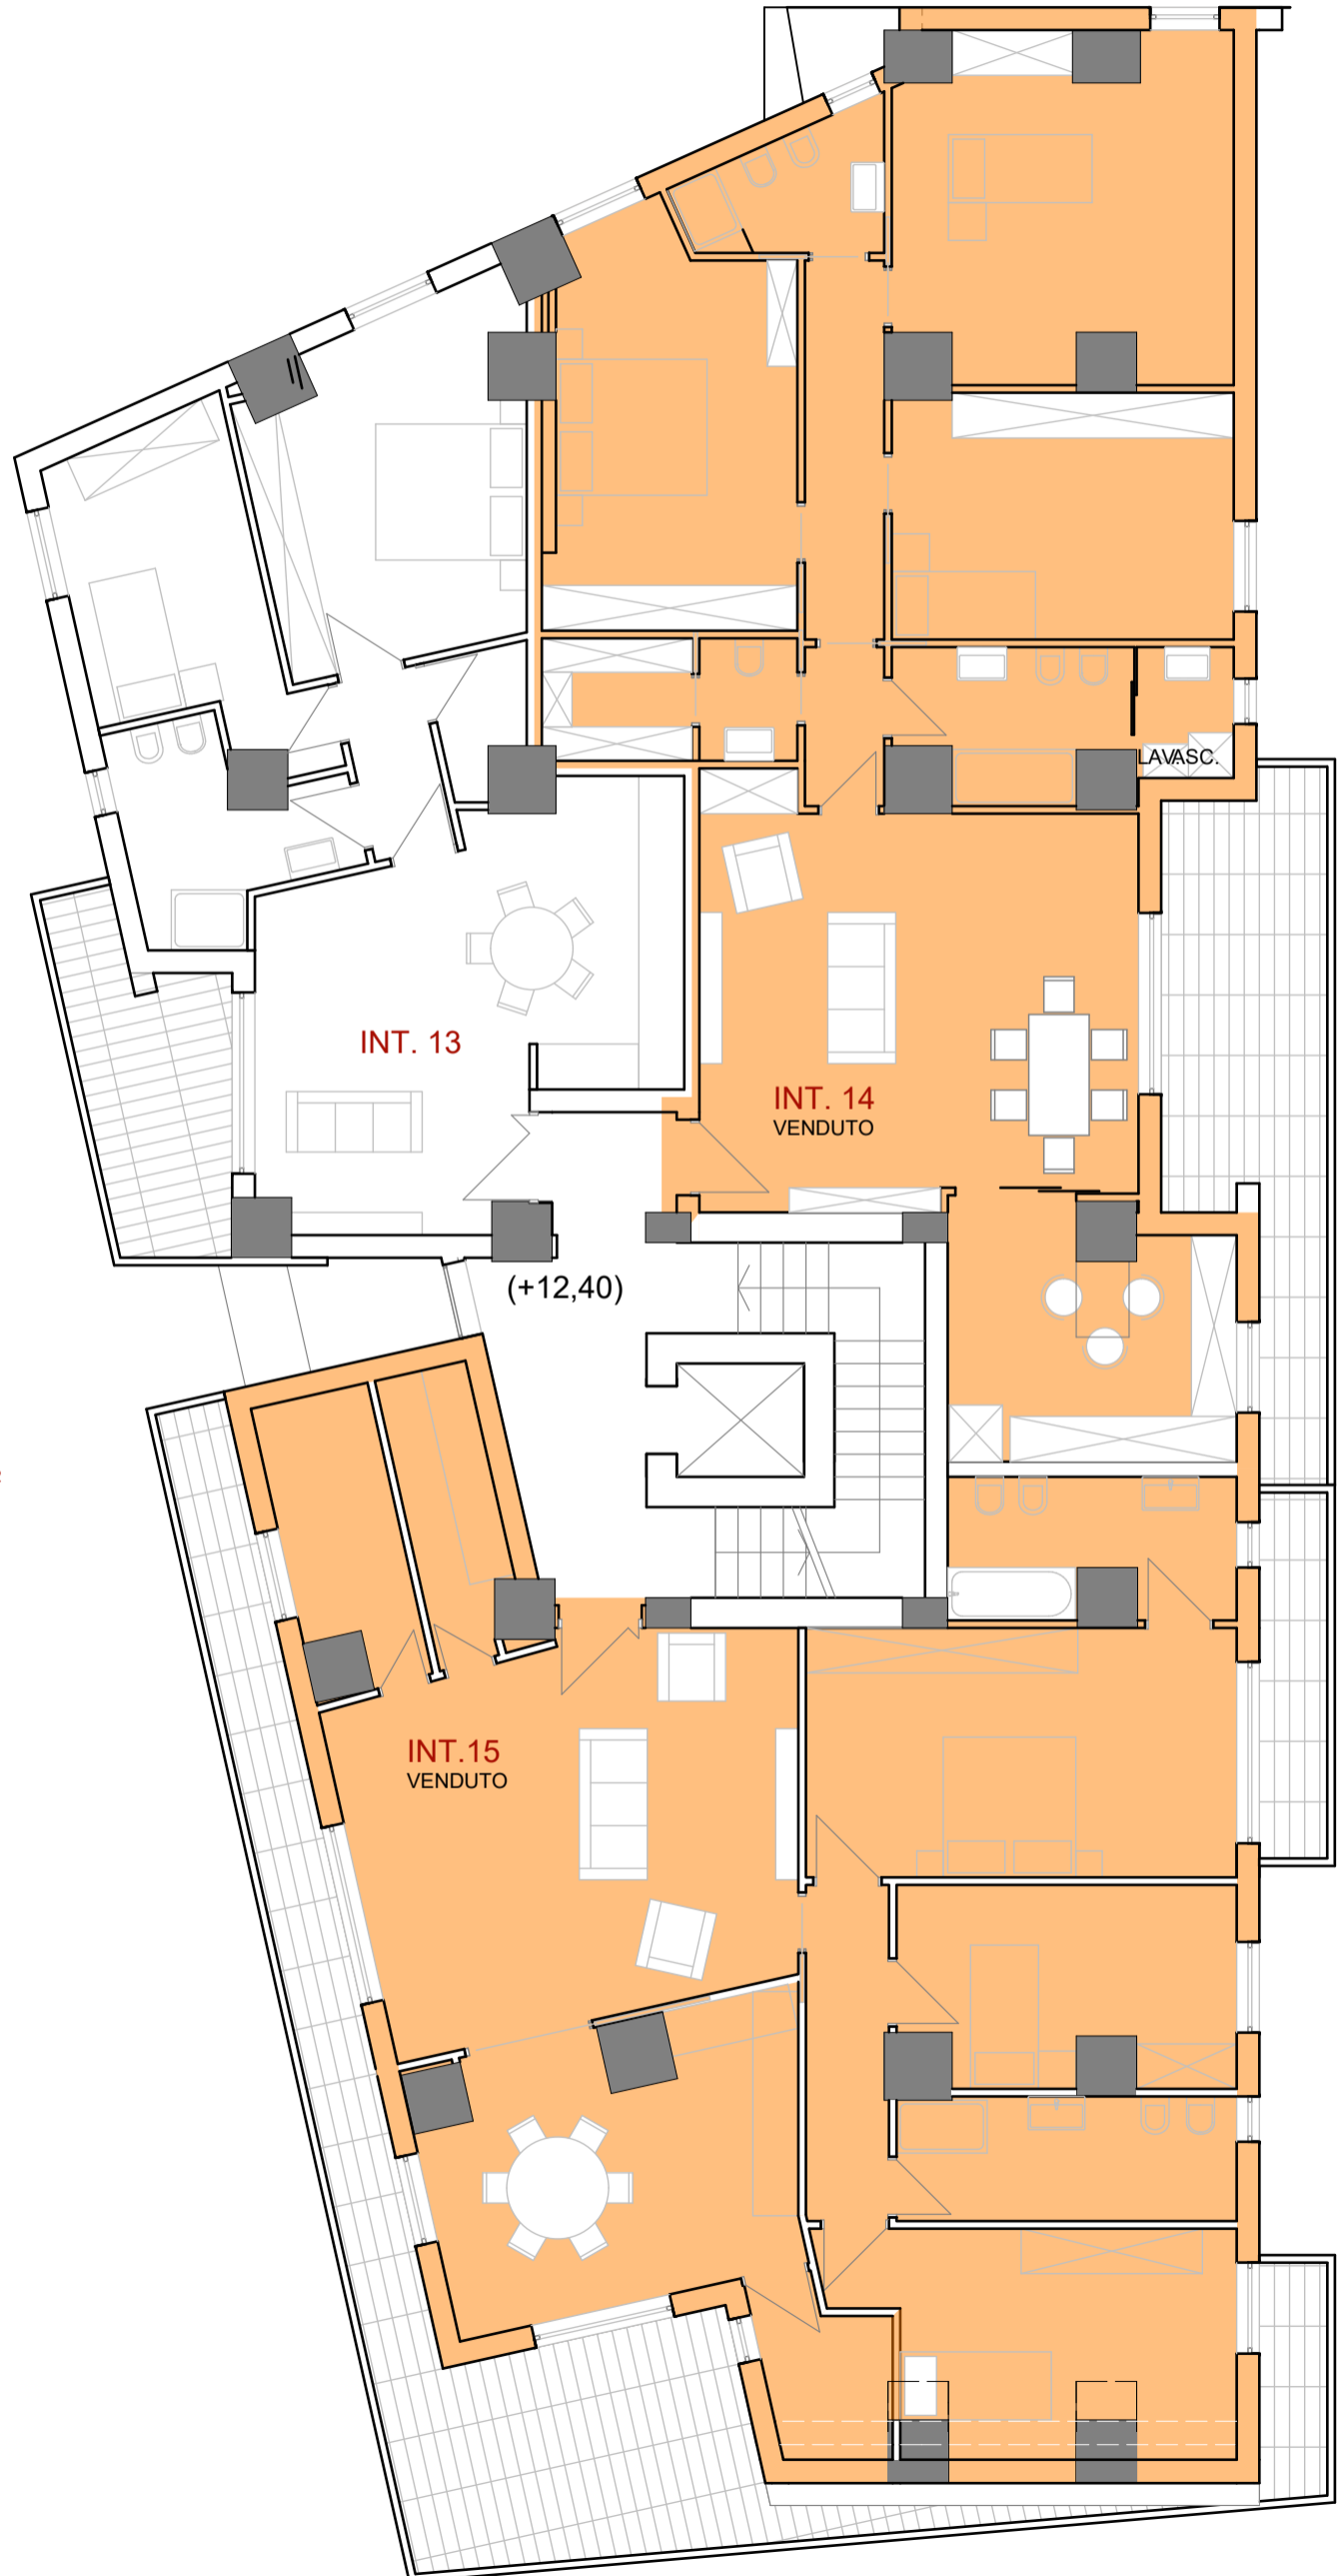 LAVASC.
INT. 13
INT. 14
VENDUTO
(+12,40)
INT.15
VENDUTO